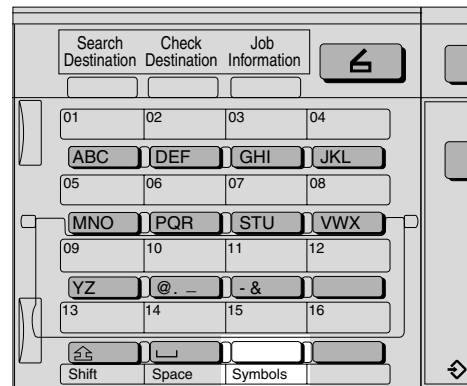 Search Destination
Check Destination
Job Information
01 02 03 04
ABC DEF GHI JKL
05 06 07 08
MNO PQR STU VWX
09 10 11 12
YZ @. _ - &
13 14 15 16
Shift Space Symbols